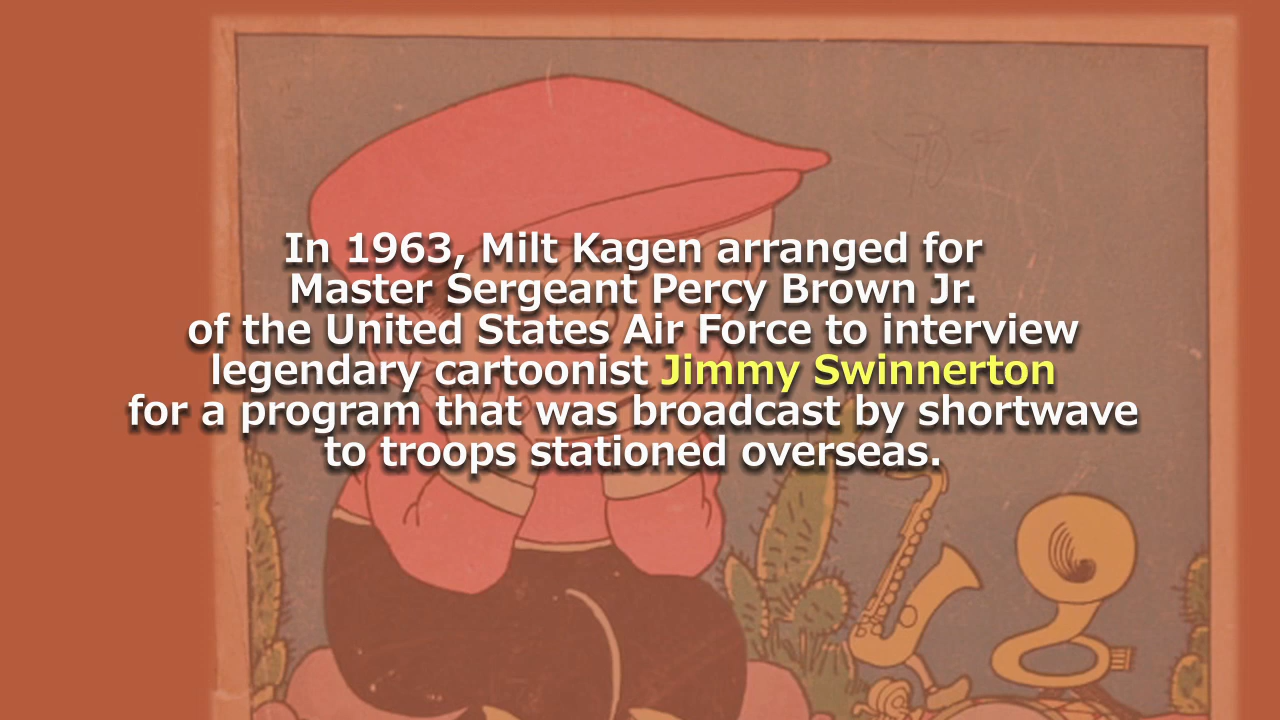 In 1963, Milt Kagen arranged for
Master Sergeant Percy Brown Jr.
of the United States Air Force to interview
legendary cartoonist Jimmy Swinnerton
for a program that was broadcast by shortwave
to troops stationed overseas.